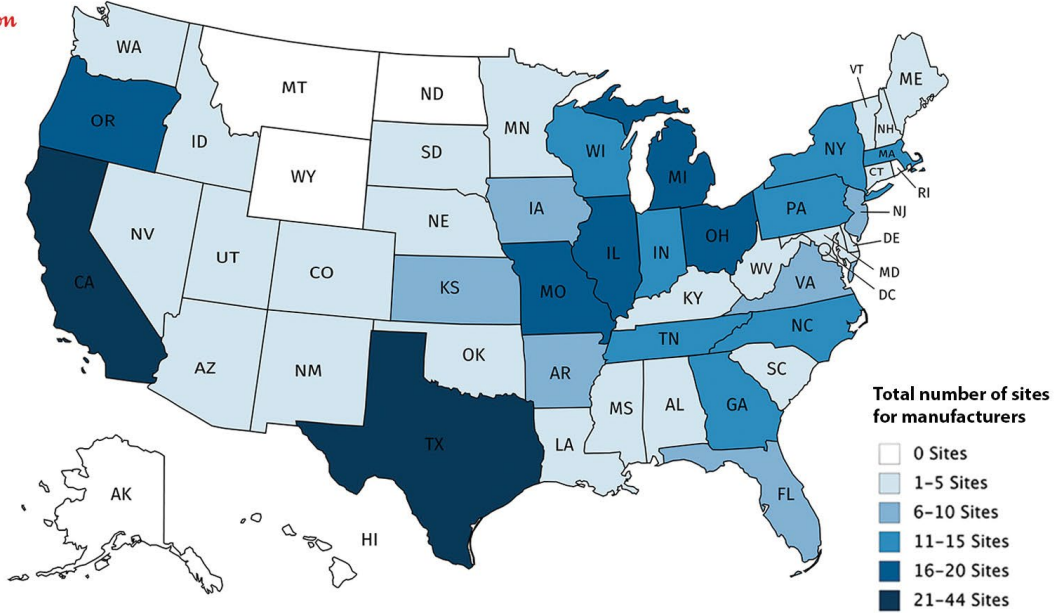 on
WA
MT
ND
MN
OR
ID
SD
WI
WY
MI
NY
VT
ME
NH
MA
CT
RI
NV
UT
CO
NE
IA
IL
IN
OH
PA
NJ
DE
MD
DC
WV
VA
CA
KS
MO
KY
AZ
NM
OK
AR
TN
NC
SC
TX
LA
MS
AL
GA
FL
AK
HI
Total number of sites
for manufacturers
0 Sites
1–5 Sites
6–10 Sites
11–15 Sites
16–20 Sites
21–44 Sites